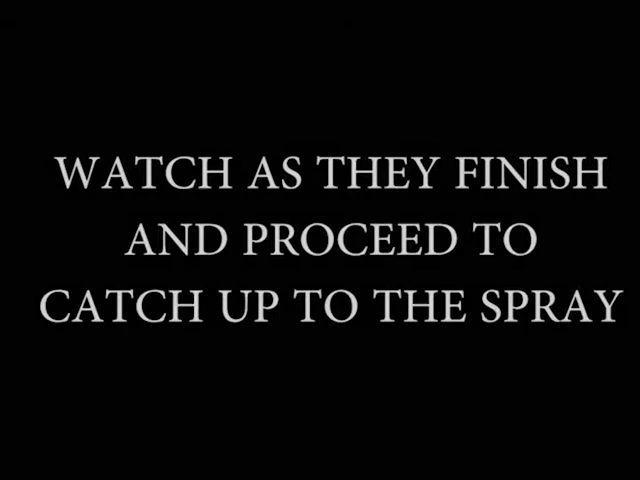 WATCH AS THEY FINISH
AND PROCEED TO
CATCH UP TO THE SPRAY